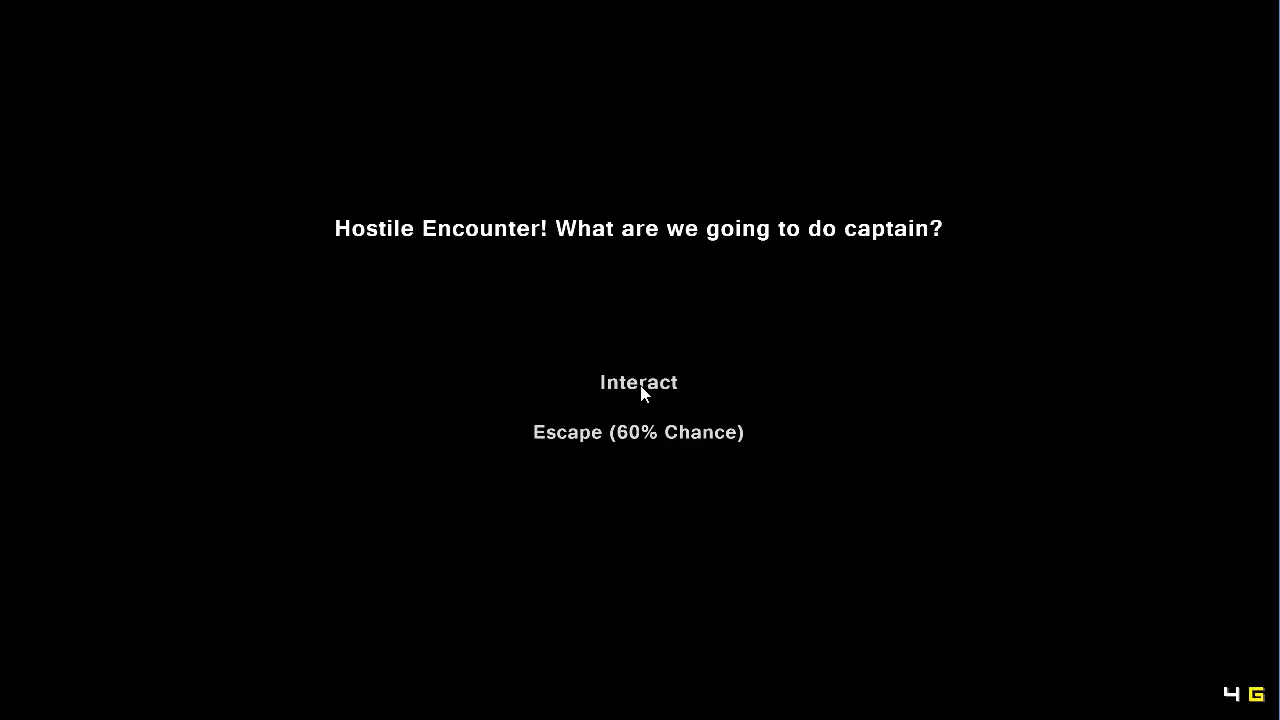 Hostile Encounter! What are we going to do captain?
Interact
Escape (60% Chance)
4 G